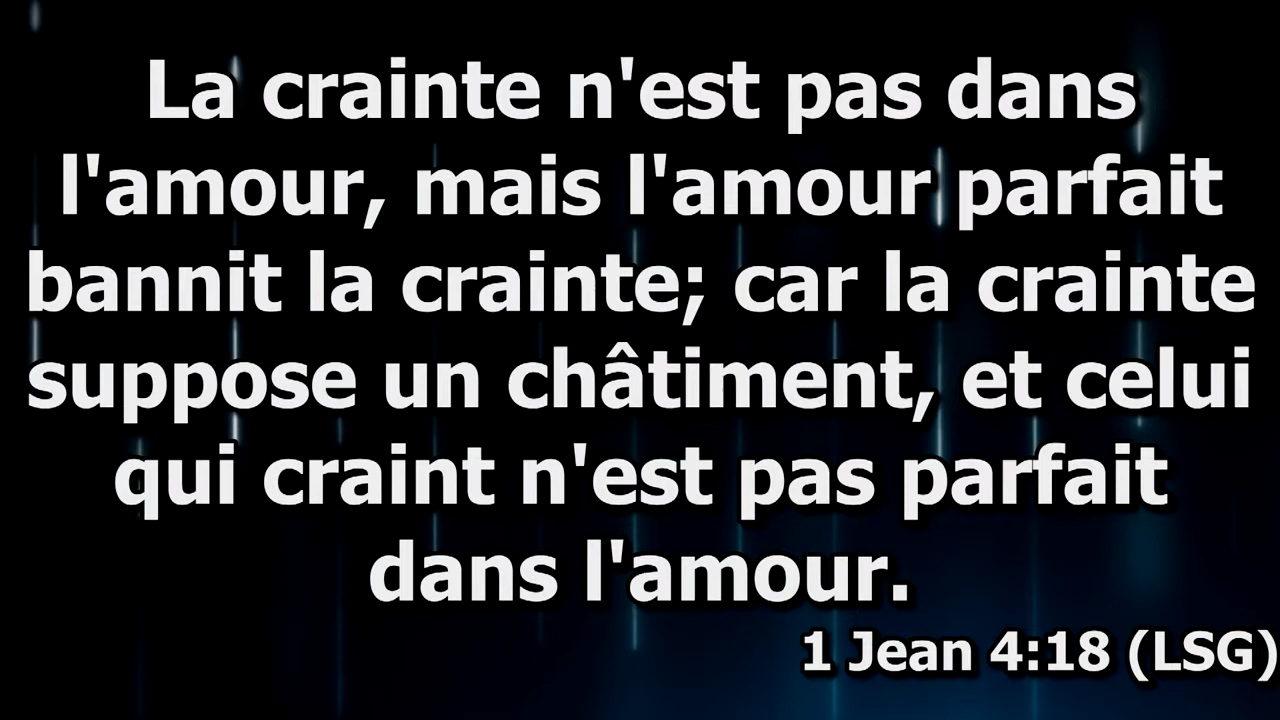 La crainte n'est pas dans
l'amour, mais l'amour parfait
bannit la crainte; car la crainte
suppose un châtiment, et celui
qui craint n'est pas parfait
dans l'amour.
1 Jean 4:18 (LSG)